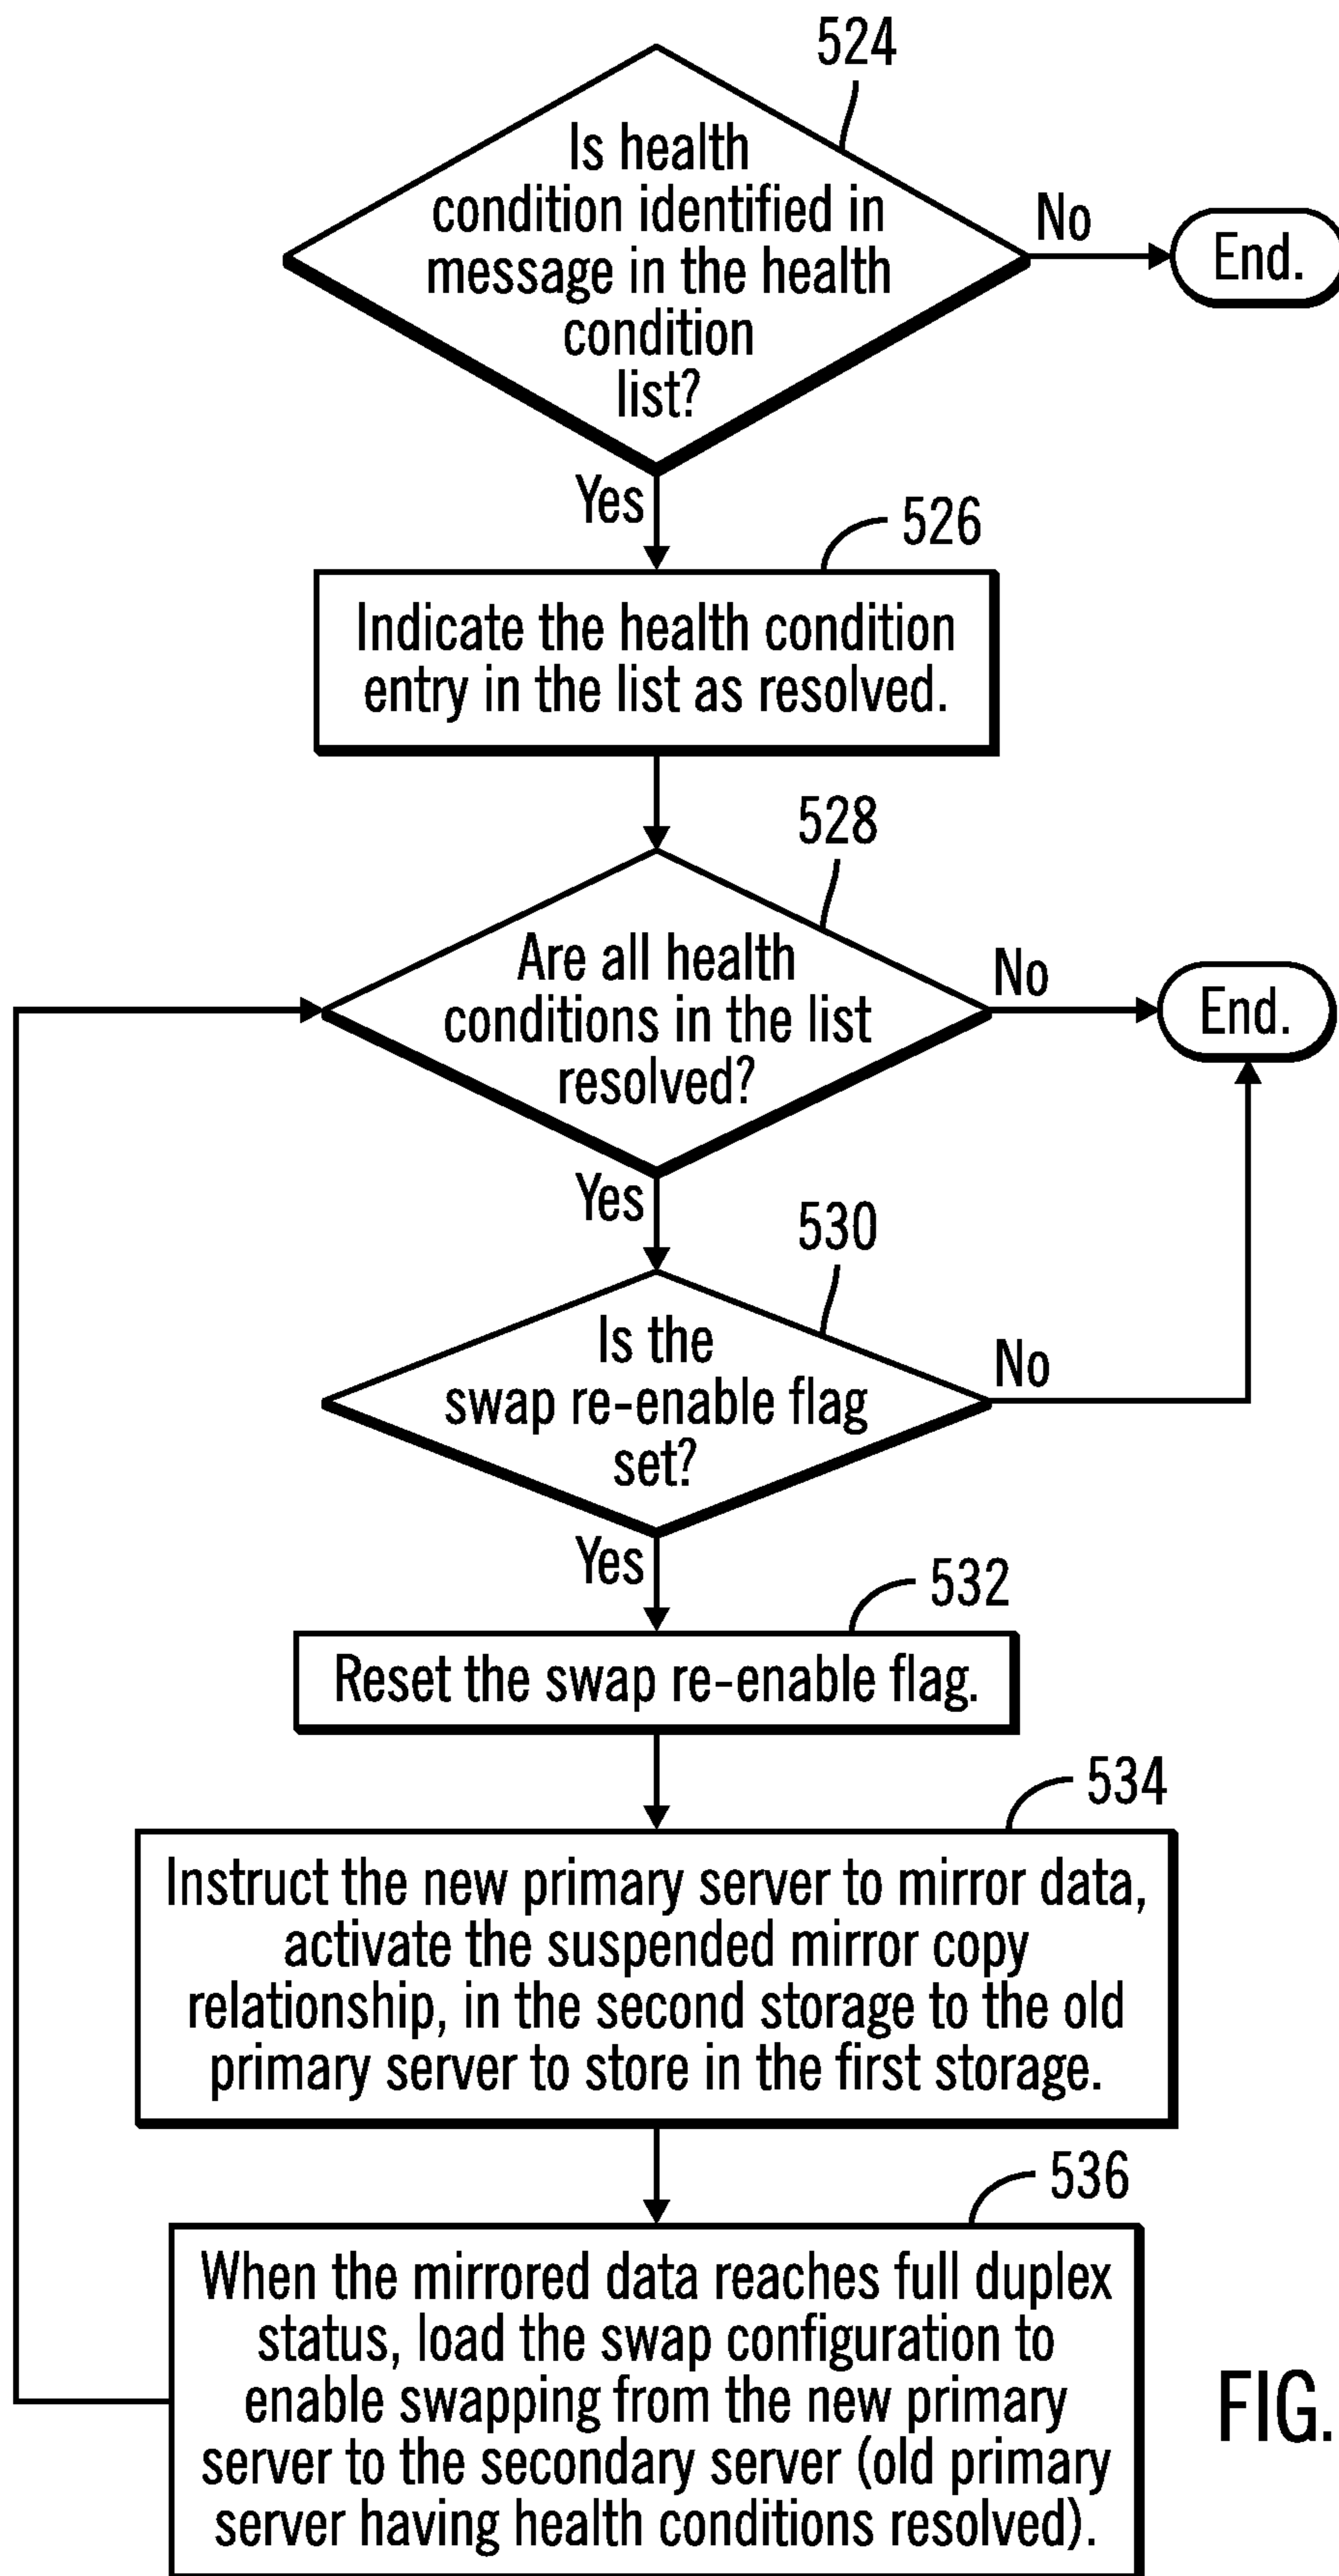 524
Is health
condition identified in
message in the health
condition
list?
No
End.
Yes
526
Indicate the health condition
entry in the list as resolved.
528
Are all health
conditions in the list
resolved?
No
End.
Yes
530
Is the
swap re-enable flag
set?
No
Yes
532
Reset the swap re-enable flag.
534
Instruct the new primary server to mirror data,
activate the suspended mirror copy
relationship, in the second storage to the old
primary server to store in the first storage.
536
When the mirrored data reaches full duplex
status, load the swap configuration to
enable swapping from the new primary
server to the secondary server (old primary
server having health conditions resolved).
FIG.